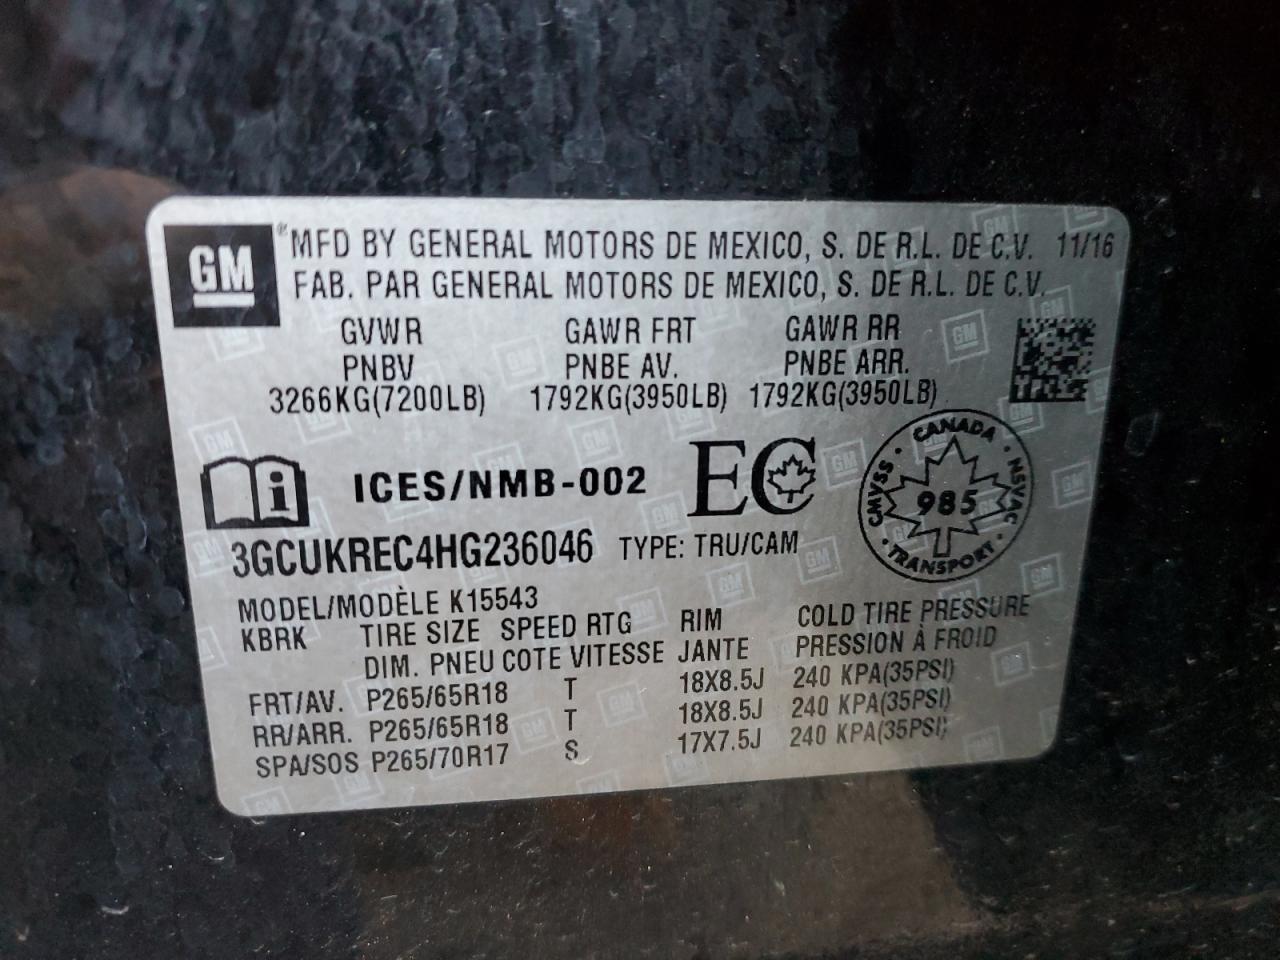 GM ® MFD BY GENERAL MOTORS DE MEXICO, S. DE R.L. DE C.V. 11/16
FAB. PAR GENERAL MOTORS DE MEXICO, S. DE R.L. DE C.V.
GVWR GAWR FRT GAWR RR
PNBV PNBE AV. PNBE ARR.
3266KG(7200LB) 1792KG(3950LB) 1792KG(3950LB)
i ICES/NMB-002 EC
CANADA NSVAC TRANSPORT CMVSS
985
3GCUKREC4HG236046 TYPE: TRU/CAM
MODEL/MODÈLE K15543
KBRK TIRE SIZE SPEED RTG RIM COLD TIRE PRESSURE
DIM. PNEU COTE VITESSE JANTE PRESSION À FROID
FRT/AV. P265/65R18 T 18X8.5J 240 KPA(35PSI)
RR/ARR. P265/65R18 T 18X8.5J 240 KPA(35PSI)
SPA/SOS P265/70R17 S 17X7.5J 240 KPA(35PSI)